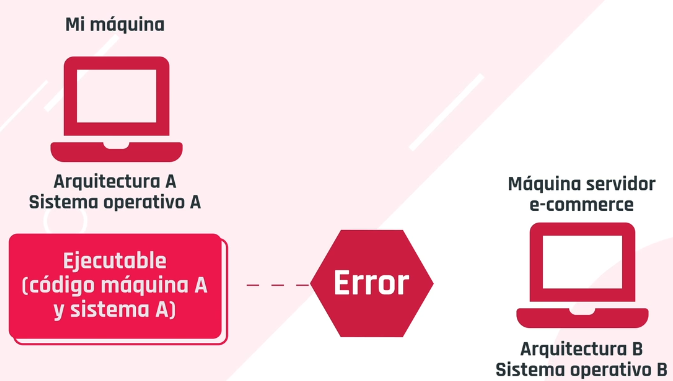 Mi máquina
Arquitectura A
Sistema operativo A
Ejecutable
(código máquina A
y sistema A)
Error
Máquina servidor
e-commerce
Arquitectura B
Sistema operativo B